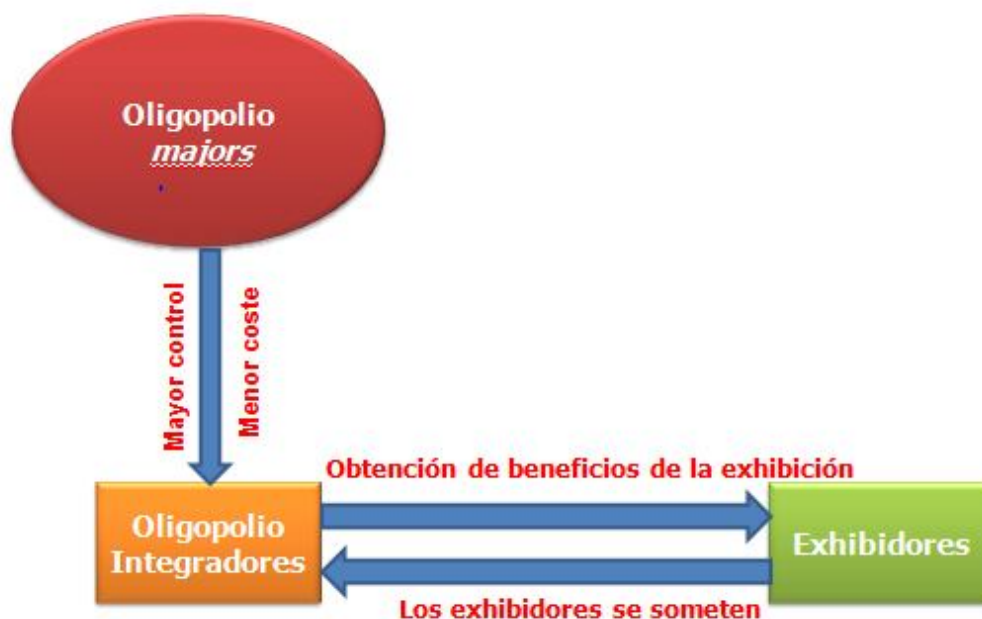 Oligopolio
majors
Mayor control
Menor coste
Obtención de beneficios de la exhibición
Oligopolio
Integradores
Exhibidores
Los exhibidores se someten